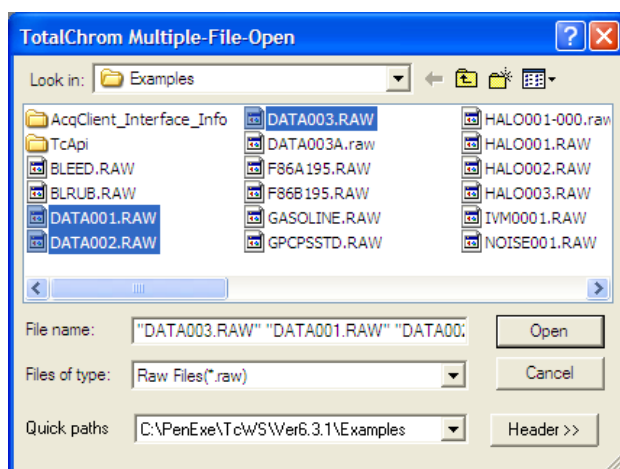 TotalChrom Multiple-File-Open
Look in: Examples
AcqClient_Interface_Info
TcApi
BLEED.RAW
BLRUB.RAW
DATA001.RAW
DATA002.RAW
DATA003.RAW
DATA003A.raw
F86A195.RAW
F86B195.RAW
GASOLINE.RAW
GPCPSSTD.RAW
HALO001-000.raw
HALO001.RAW
HALO002.RAW
HALO003.RAW
IVM0001.RAW
NOISE001.RAW
File name: "DATA003.RAW" "DATA001.RAW" "DATA002 Open
Files of type: Raw Files(*.raw) Cancel
Quick paths C:\PenExe\TcWS\Ver6.3.1\Examples Header >>